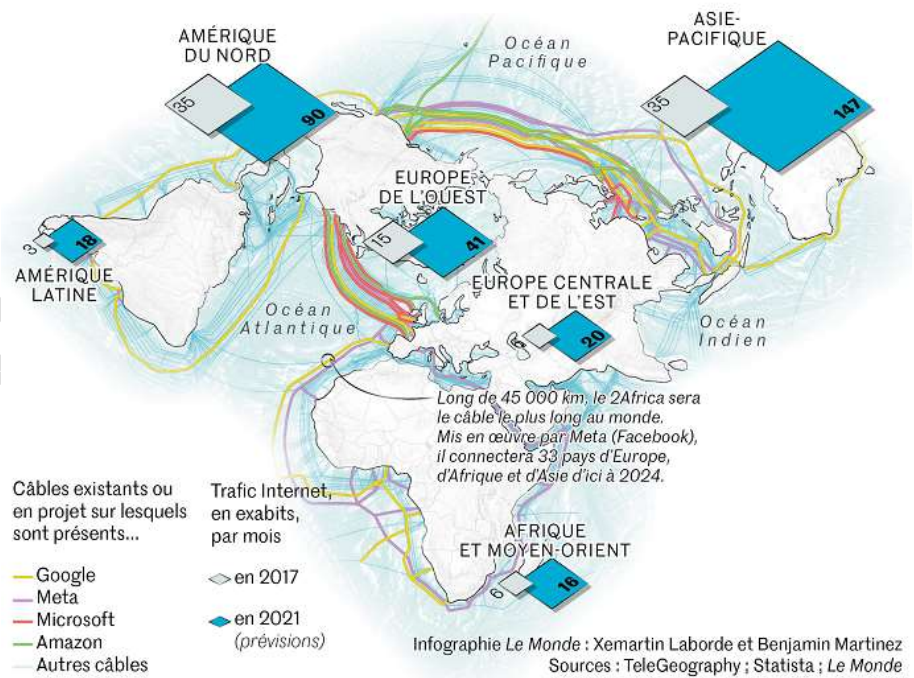 AMÉRIQUE
DU NORD
35
90
Océan
Pacifique
ASIE-
PACIFIQUE
35
147
EUROPE
DE L'OUEST
15
41
3
18
AMÉRIQUE
LATINE
Océan
Atlantique
EUROPE CENTRALE
ET DE L'EST
6
20
Océan
Indien
Long de 45 000 km, le 2Africa sera
le câble le plus long au monde.
Mis en œuvre par Meta (Facebook),
il connectera 33 pays d'Europe,
d'Afrique et d'Asie d'ici à 2024.
AFRIQUE
ET MOYEN-ORIENT
6
16
Câbles existants ou
en projet sur lesquels
sont présents...
Google
Meta
Microsoft
Amazon
Autres câbles
Trafic Internet,
en exabits,
par mois
en 2017
en 2021
(prévisions)
Infographie Le Monde : Xemartin Laborde et Benjamin Martinez
Sources : TeleGeography ; Statista ; Le Monde